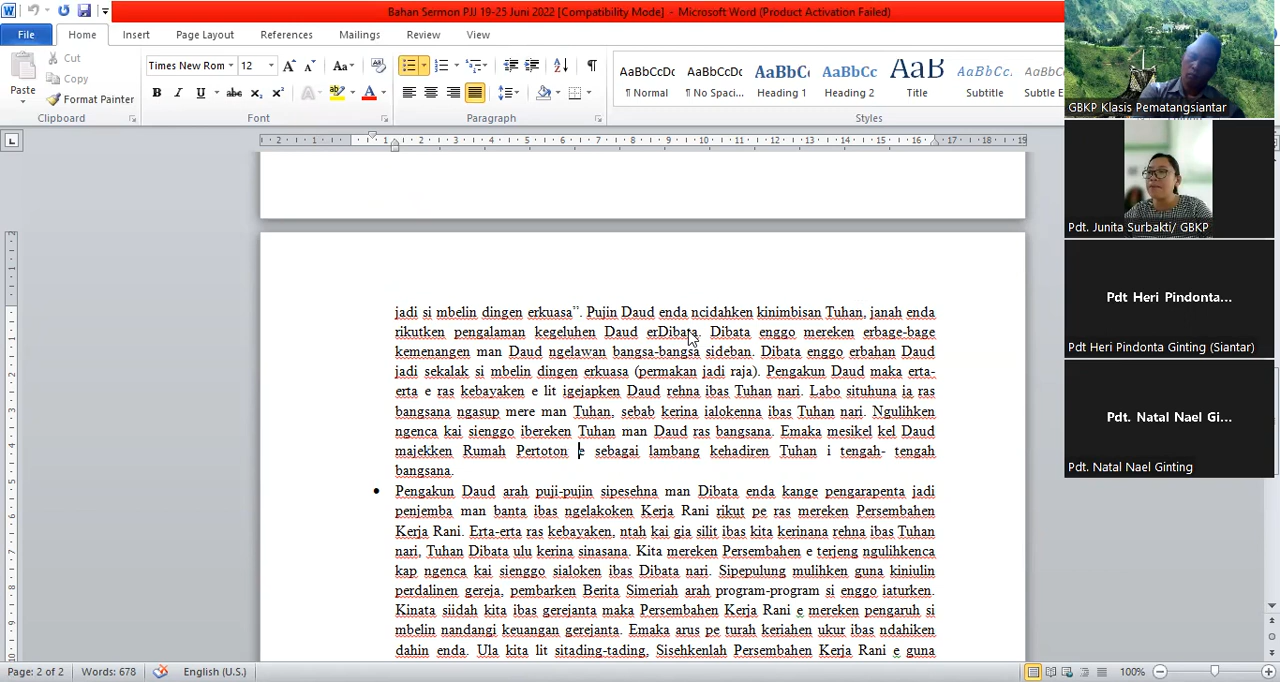 Bahan Sermon PJJ 19-25 Juni 2022 [Compatibility Mode] - Microsoft Word (Product Activation Failed)
File Home Insert Page Layout References Mailings Review View
Paste
Cut
Copy
Format Painter
Clipboard
Times New Rom 12
Font
Paragraph
AaBbCcDc AaBbCcDc AaBbC AaBbCc AaB AaBbCc
¶ Normal ¶ No Spaci... Heading 1 Heading 2 Title Subtitle Subtle E
Styles
jadi si mbelin dingen erkuasa”. Pujin Daud enda ncidahken kinimbisan Tuhan, janah enda
rikutken pengalaman kegeluhen Daud erDibata. Dibata enggo mereken erbage-bage
kemenangen man Daud ngelawan bangsa-bangsa sideban. Dibata enggo erbahan Daud
jadi sekalak si mbelin dingen erkuasa (permakan jadi raja). Pengakun Daud maka erta-
erta e ras kebayaken e lit igejapken Daud rehna ibas Tuhan nari. Labo situhuna ia ras
bangsana ngasup mere man Tuhan, sebab kerina ialokenna ibas Tuhan nari. Ngulihken
ngenca kai sienggo ibereken Tuhan man Daud ras bangsana. Emaka mesikel kel Daud
majekken Rumah Pertoton e sebagai lambang kehadiren Tuhan i tengah- tengah
bangsana.
• Pengakun Daud arah puji-pujin sipesehna man Dibata enda kange pengarapenta jadi
penjemba man banta ibas ngelakoken Kerja Rani rikut pe ras mereken Persembahen
Kerja Rani. Erta-erta ras kebayaken, ntah kai gia silit ibas kita kerinana rehna ibas Tuhan
nari, Tuhan Dibata ulu kerina sinasana. Kita mereken Persembahen e terjeng ngulihkenca
kap ngenca kai sienggo sialoken ibas Dibata nari. Sipepulung mulihken guna kiniulin
perdalinen gereja, pembarken Berita Simeriah arah program-program si enggo iaturken.
Kinata siidah kita ibas gerejanta maka Persembahen Kerja Rani e mereken pengaruh si
mbelin nandangi keuangan gerejanta. Emaka arus pe turah keriahen ukur ibas ndahiken
dahin enda. Ula kita lit sitading-tading, Sisehkenlah Persembahen Kerja Rani e guna
Page: 2 of 2 Words: 678 English (U.S.) 100%
GBKP Klasis Pematangsiantar
Pdt. Junita Surbakti/ GBKP
Pdt Heri Pindonta...
Pdt Heri Pindonta Ginting (Siantar)
Pdt. Natal Nael Gi...
Pdt. Natal Nael Ginting